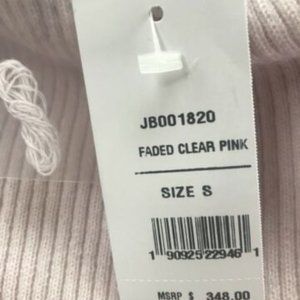 JB001820
FADED CLEAR PINK
SIZE S
1 90925 22946 1
MSRP $ 348.00